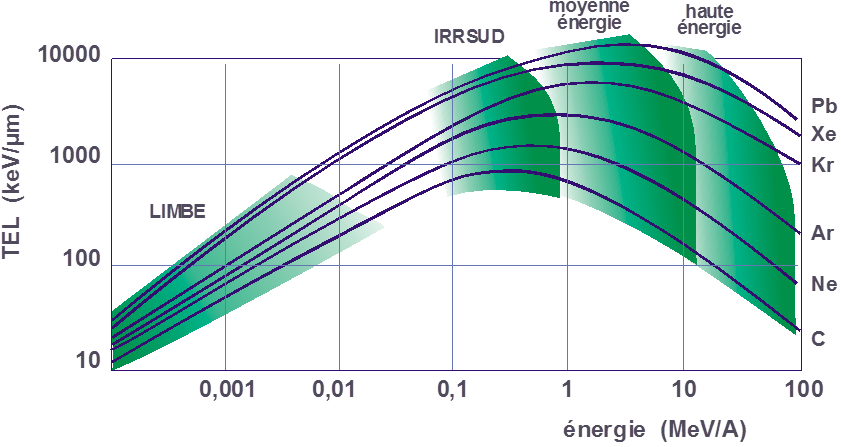 moyenne
énergie
haute
énergie
IRRSUD
LIMBE
TEL (keV/µm)
10000
1000
100
10
Pb
Xe
Kr
Ar
Ne
C
0,001
0,01
0,1
1
10
100
énergie (MeV/A)